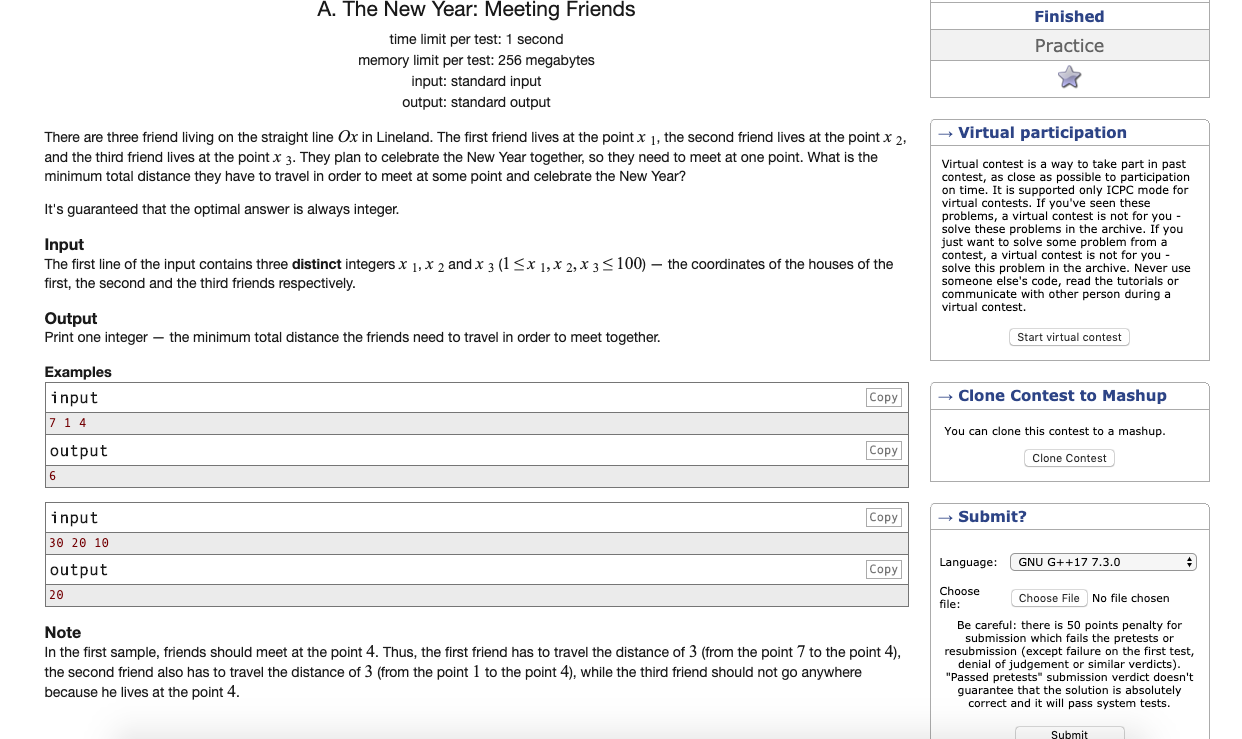 A. The New Year: Meeting Friends
time limit per test: 1 second
memory limit per test: 256 megabytes
input: standard input
output: standard output
There are three friend living on the straight line Ox in Lineland. The first friend lives at the point x 1, the second friend lives at the point x 2,
and the third friend lives at the point x 3. They plan to celebrate the New Year together, so they need to meet at one point. What is the
minimum total distance they have to travel in order to meet at some point and celebrate the New Year?
It's guaranteed that the optimal answer is always integer.
Input
The first line of the input contains three distinct integers x 1, x 2 and x 3 (1 ≤ x 1, x 2, x 3 ≤ 100) — the coordinates of the houses of the
first, the second and the third friends respectively.
Output
Print one integer — the minimum total distance the friends need to travel in order to meet together.
Examples
input
Copy
7 1 4
output
Copy
6
input
Copy
30 20 10
output
Copy
20
Note
In the first sample, friends should meet at the point 4. Thus, the first friend has to travel the distance of 3 (from the point 7 to the point 4),
the second friend also has to travel the distance of 3 (from the point 1 to the point 4), while the third friend should not go anywhere
because he lives at the point 4.
Finished
Practice
→ Virtual participation
Virtual contest is a way to take part in past
contest, as close as possible to participation
on time. It is supported only ICPC mode for
virtual contests. If you've seen these
problems, a virtual contest is not for you -
solve these problems in the archive. If you
just want to solve some problem from a
contest, a virtual contest is not for you -
solve this problem in the archive. Never use
someone else's code, read the tutorials or
communicate with other person during a
virtual contest.
Start virtual contest
→ Clone Contest to Mashup
You can clone this contest to a mashup.
Clone Contest
→ Submit?
Language: GNU G++17 7.3.0
Choose
file:
Choose File No file chosen
Be careful: there is 50 points penalty for
submission which fails the pretests or
resubmission (except failure on the first test,
denial of judgement or similar verdicts).
"Passed pretests" submission verdict doesn't
guarantee that the solution is absolutely
correct and it will pass system tests.
Submit